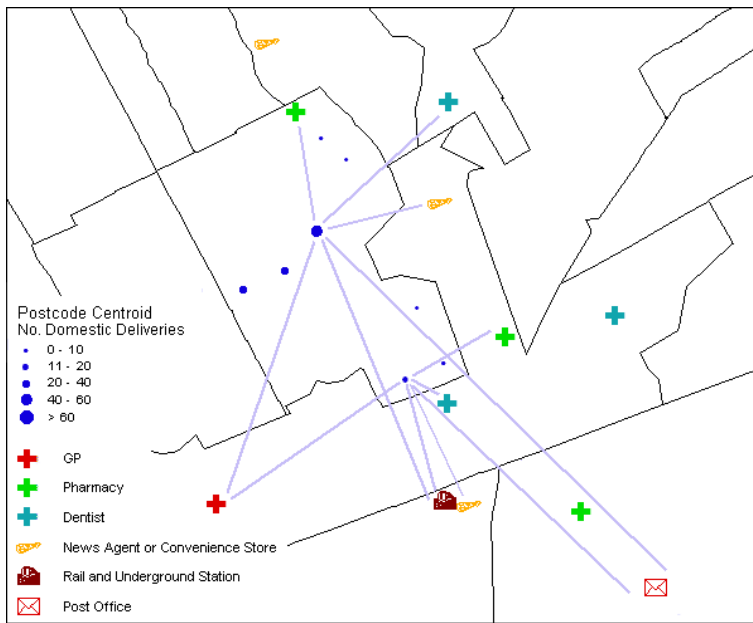 Postcode Centroid
No. Domestic Deliveries
0 - 10
11 - 20
20 - 40
40 - 60
> 60
GP
Pharmacy
Dentist
News Agent or Convenience Store
Rail and Underground Station
Post Office